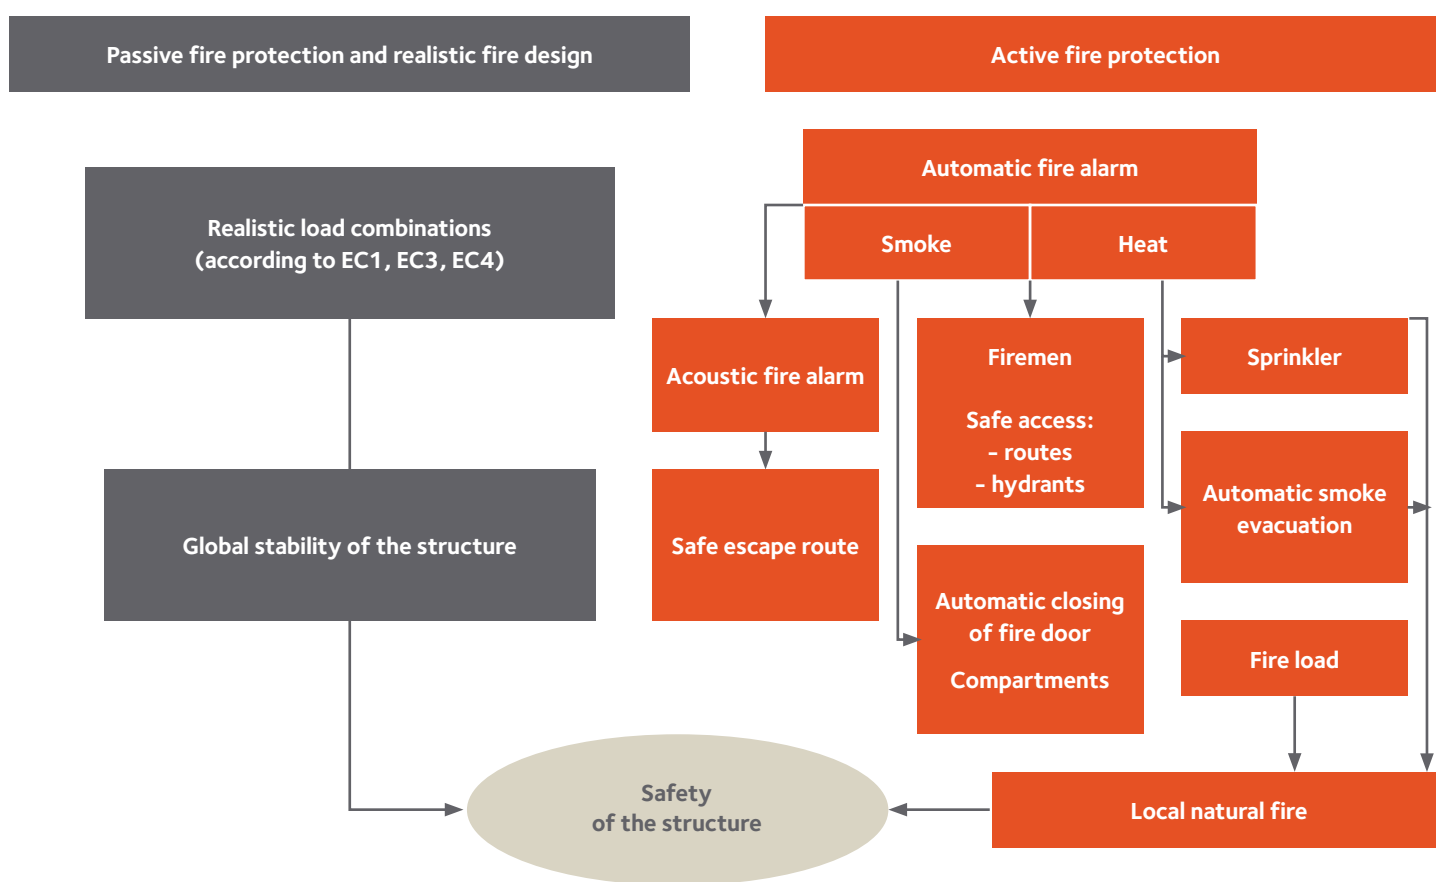 Passive fire protection and realistic fire design
Active fire protection
Realistic load combinations
(according to EC1, EC3, EC4)
Global stability of the structure
Automatic fire alarm
Smoke
Heat
Acoustic fire alarm
Safe escape route
Firemen
Safe access:
- routes
- hydrants
Automatic closing
of fire door
Compartments
Sprinkler
Automatic smoke
evacuation
Fire load
Local natural fire
Safety
of the structure